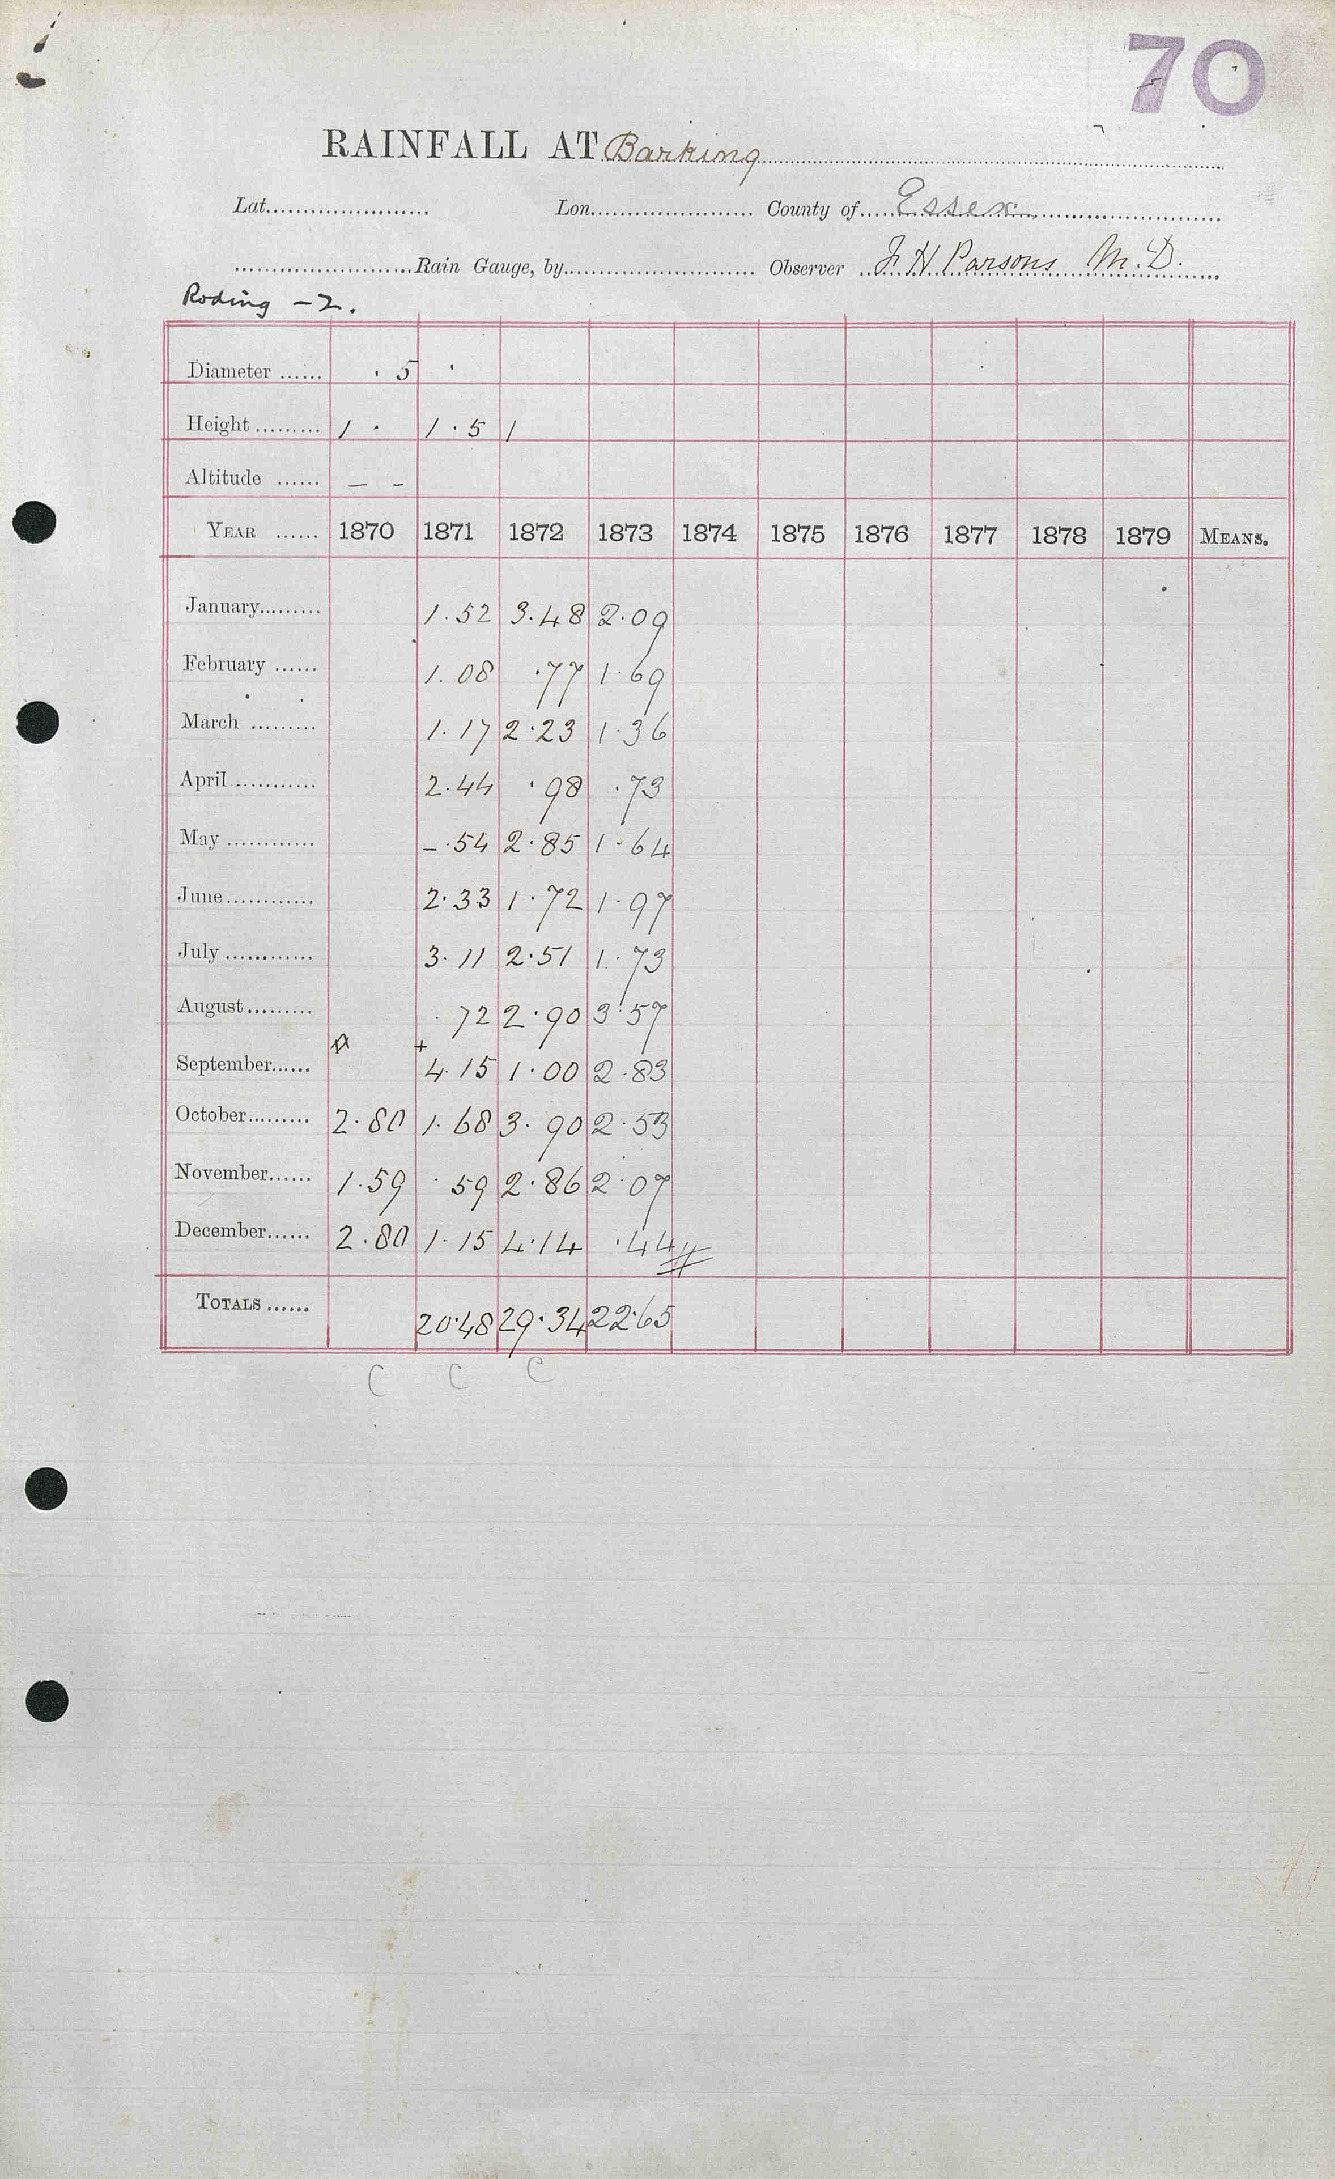 70
RAINFALL AT Barking
Lat. Lon. County of Essex
Rain Gauge, by Observer J. H Parsons M.D.
Roding - 2.
Diameter ...... . 5 .
Height ......... 1 . 1 . 5 1
Altitude ...... — -
YEAR ...... 1870 1871 1872 1873 1874 1875 1876 1877 1878 1879 MEANS.
January......... 1.52 3.48 2.09
February ...... 1.08 .77 1.69
March ......... 1.17 2.23 1.36
April ............ 2.44 .98 .73
May ............ -.54 2.85 1.64
June............ 2.33 1.72 1.97
July ............ 3.11 2.51 1.73
August......... .72 2.90 3.57
September...... + 4.15 1.00 2.83
October......... 2.80 1.68 3.90 2.53
November...... 1.59 .59 2.86 2.07
December...... 2.80 1.15 4.14 .44
TOTALS ...... 20.48 29.34 22.65
C C C